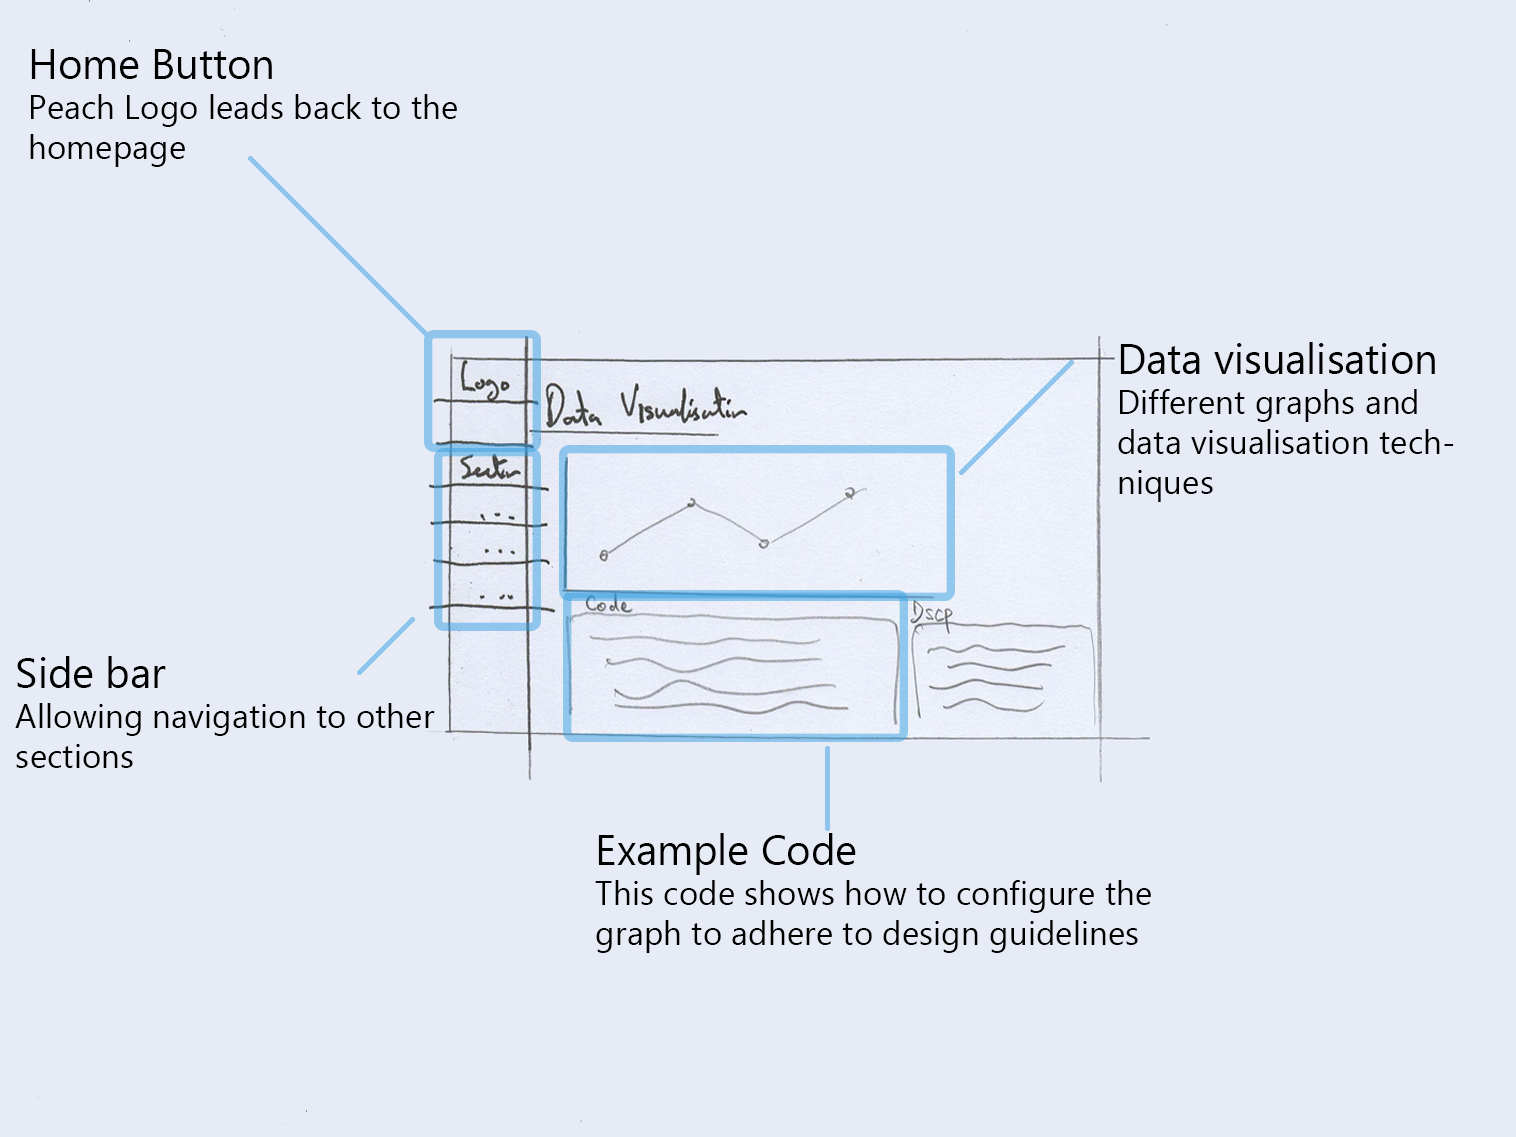 Home Button
Peach Logo leads back to the
homepage
Logo
Data Visualisation
Section
...
...
...
Code
Dscp
Data visualisation
Different graphs and
data visualisation tech-
niques
Side bar
Allowing navigation to other
sections
Example Code
This code shows how to configure the
graph to adhere to design guidelines